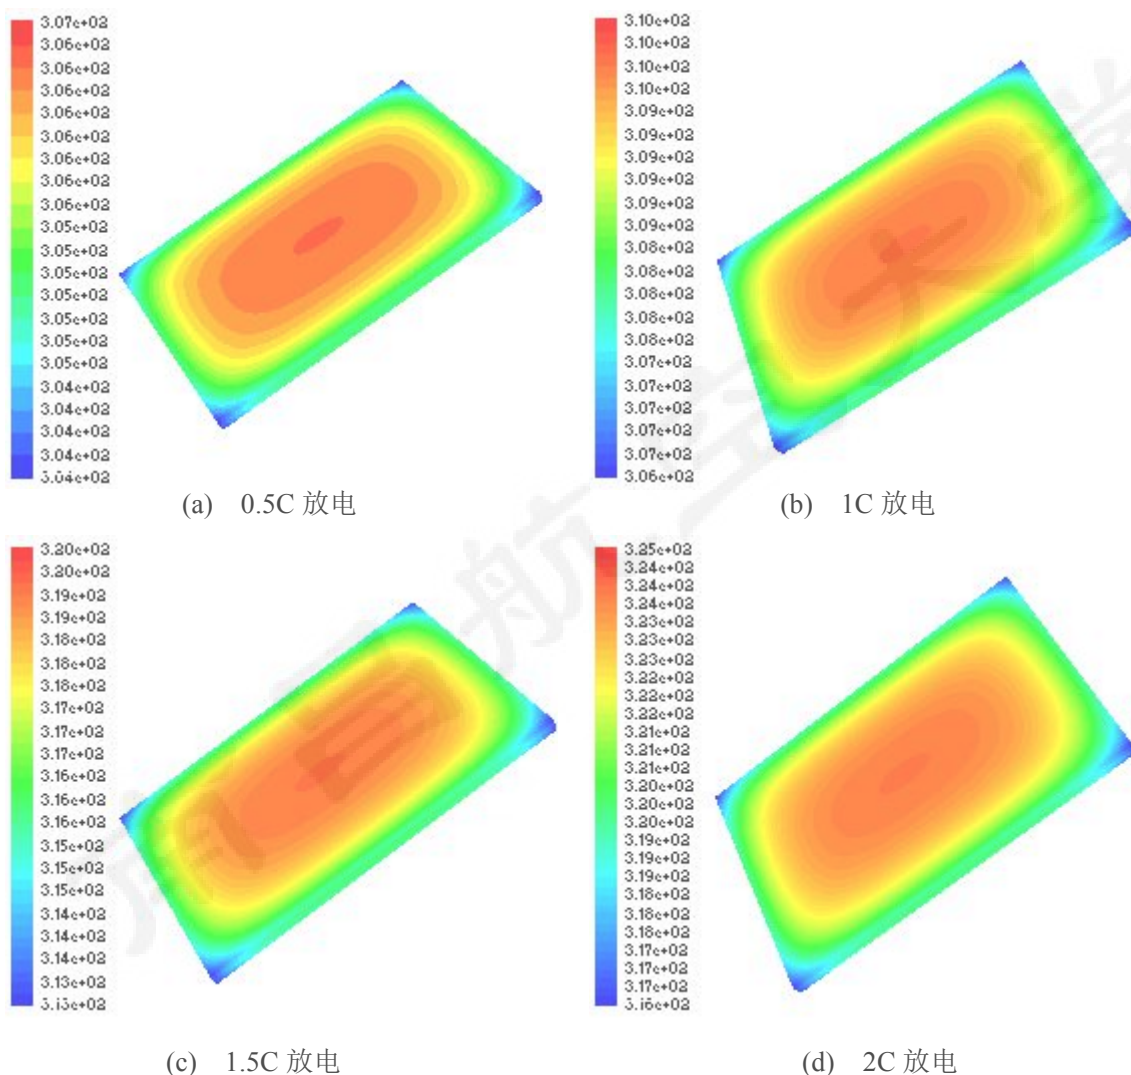 3.07e+02
3.06e+02
3.06e+02
3.06e+02
3.06e+02
3.06e+02
3.06e+02
3.06e+02
3.06e+02
3.05e+02
3.05e+02
3.05e+02
3.05e+02
3.05e+02
3.05e+02
3.05e+02
3.04e+02
3.04e+02
3.04e+02
3.04e+02
(a) 0.5C 放电
3.10e+02
3.10e+02
3.10e+02
3.09e+02
3.09e+02
3.09e+02
3.09e+02
3.09e+02
3.09e+02
3.08e+02
3.08e+02
3.08e+02
3.08e+02
3.08e+02
3.07e+02
3.07e+02
3.07e+02
3.07e+02
3.07e+02
3.06e+02
(b) 1C 放电
3.20e+02
3.20e+02
3.19e+02
3.19e+02
3.18e+02
3.18e+02
3.18e+02
3.17e+02
3.17e+02
3.16e+02
3.16e+02
3.16e+02
3.15e+02
3.15e+02
3.15e+02
3.14e+02
3.14e+02
3.14e+02
3.13e+02
3.13e+02
(c) 1.5C 放电
3.25e+02
3.24e+02
3.24e+02
3.24e+02
3.23e+02
3.23e+02
3.23e+02
3.22e+02
3.22e+02
3.22e+02
3.21e+02
3.21e+02
3.21e+02
3.20e+02
3.20e+02
3.20e+02
3.19e+02
3.19e+02
3.18e+02
3.18e+02
3.18e+02
3.17e+02
3.17e+02
3.17e+02
3.16e+02
(d) 2C 放电
南昌航空大学